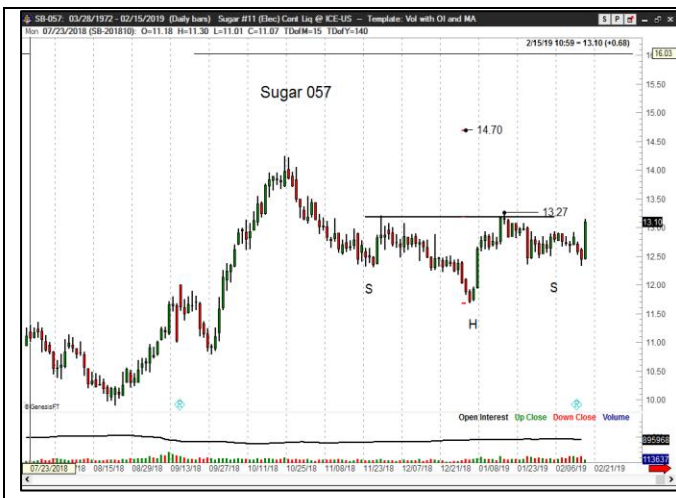 SB-057: 03/28/1972 - 02/15/2019 (Daily bars) Sugar #11 (Elec) Cont Liq @ ICE-US -- Template: Vol with OI and MA
S P
Mon 07/23/2018 (SB-201810): O=11.18 H=11.30 L=11.01 C=11.07 TDofM=15 TDofY=140
2/15/19 10:59 = 13.10 (+0.68)
16.03
15.50
Sugar 057
15.00
14.70
14.50
14.00
13.50
13.27
13.10
S
S
12.50
12.00
H
11.50
11.00
10.50
10.00
© GenesisFT
R
R
Open Interest Up Close Down Close Volume
895968
113637
07/23/2018 08/15/18 08/29/18 09/13/18 09/27/18 10/11/18 10/25/18 11/08/18 11/23/18 12/07/18 12/21/18 01/08/19 01/23/19 02/06/19 02/21/19